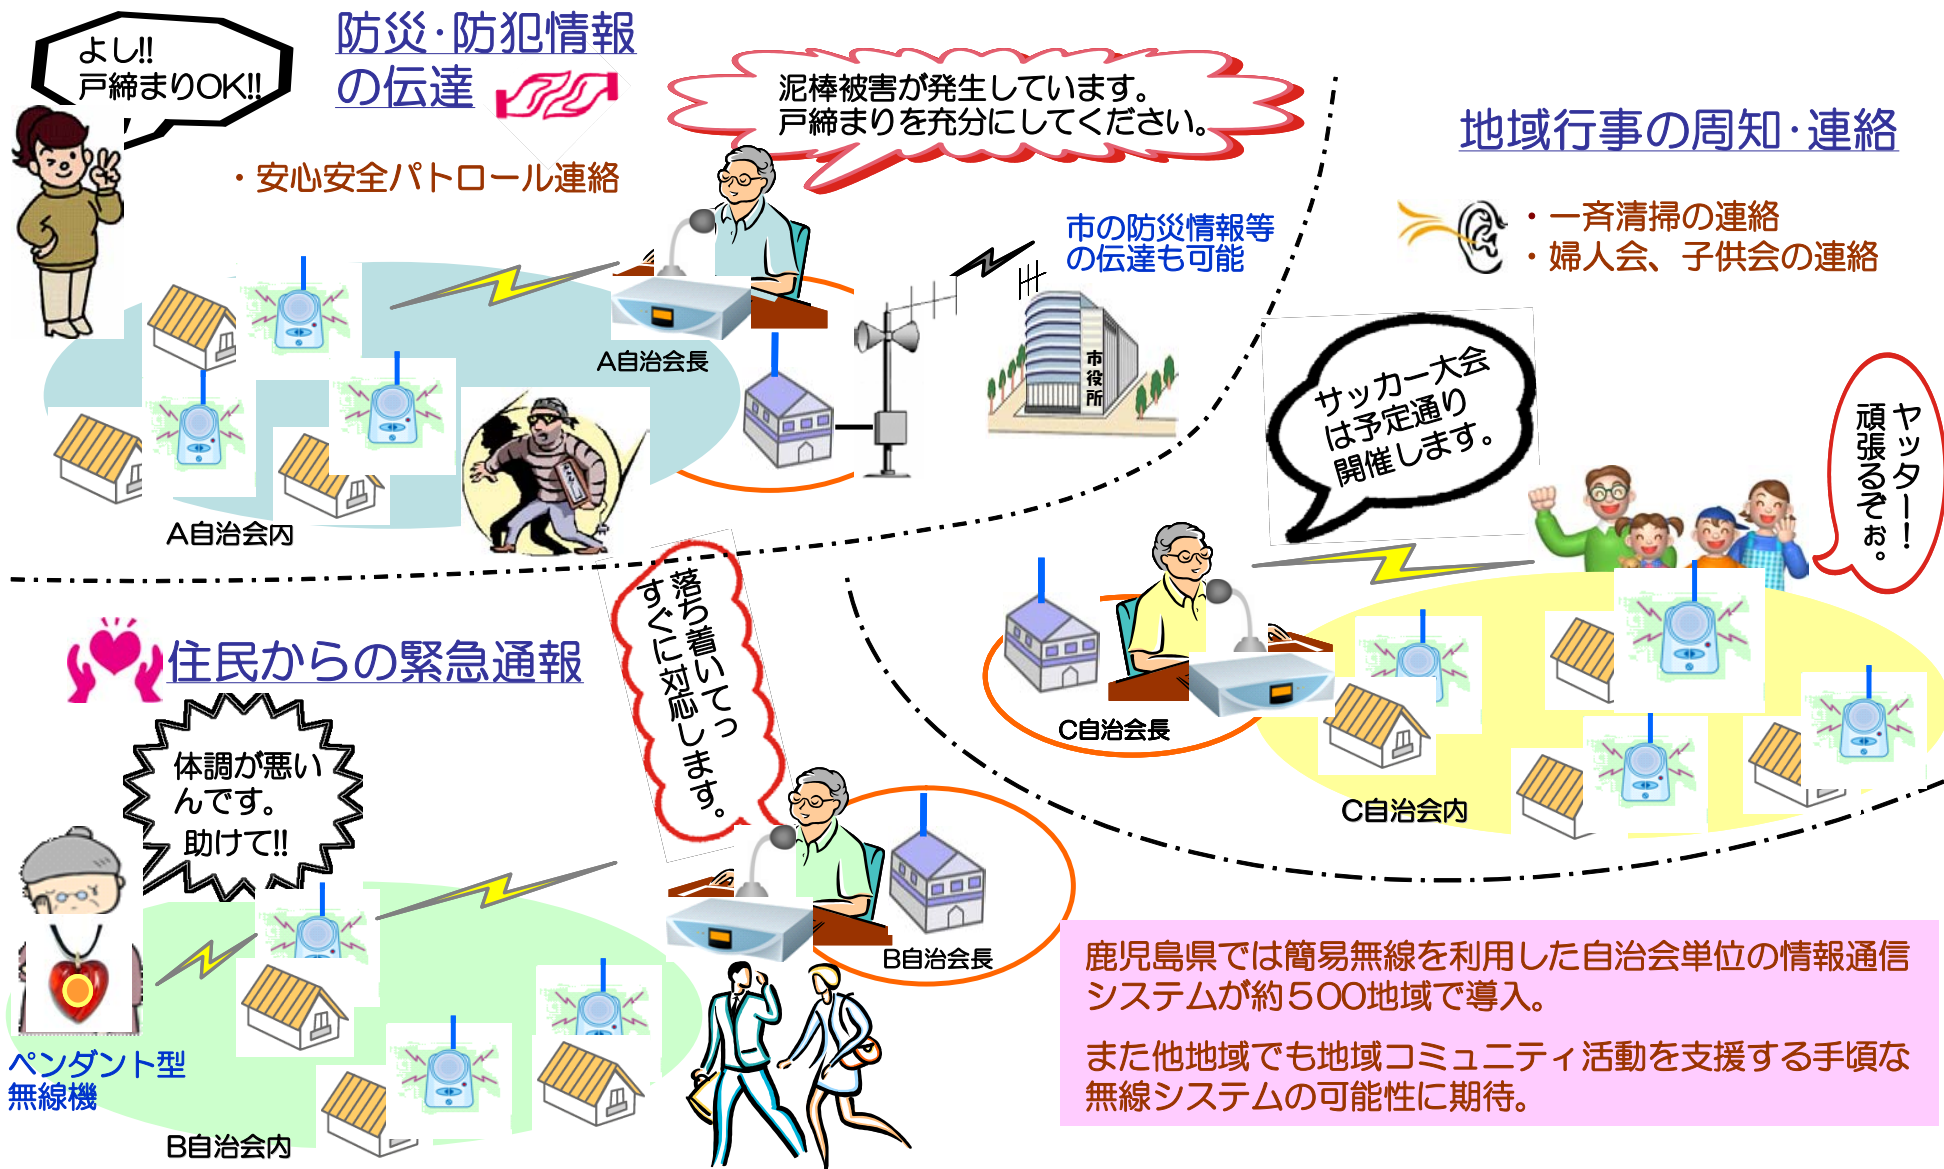 よし!!
戸締まりOK!!
防災・防犯情報
の伝達
・安心安全パトロール連絡
泥棒被害が発生しています。
戸締まりを充分にしてください。
市の防災情報等
の伝達も可能
A自治会長
市役所
A自治会内
地域行事の周知・連絡
・一斉清掃の連絡
・婦人会、子供会の連絡
サッカー大会
は予定通り
開催します。
ヤッター！
頑張るぞぉ。
C自治会長
C自治会内
住民からの緊急通報
体調が悪い
んです。
助けて!!
落ち着いてっ
すぐに対応します。
B自治会長
ペンダント型
無線機
B自治会内
鹿児島県では簡易無線を利用した自治会単位の情報通信
システムが約５００地域で導入。
また他地域でも地域コミュニティ活動を支援する手頃な
無線システムの可能性に期待。